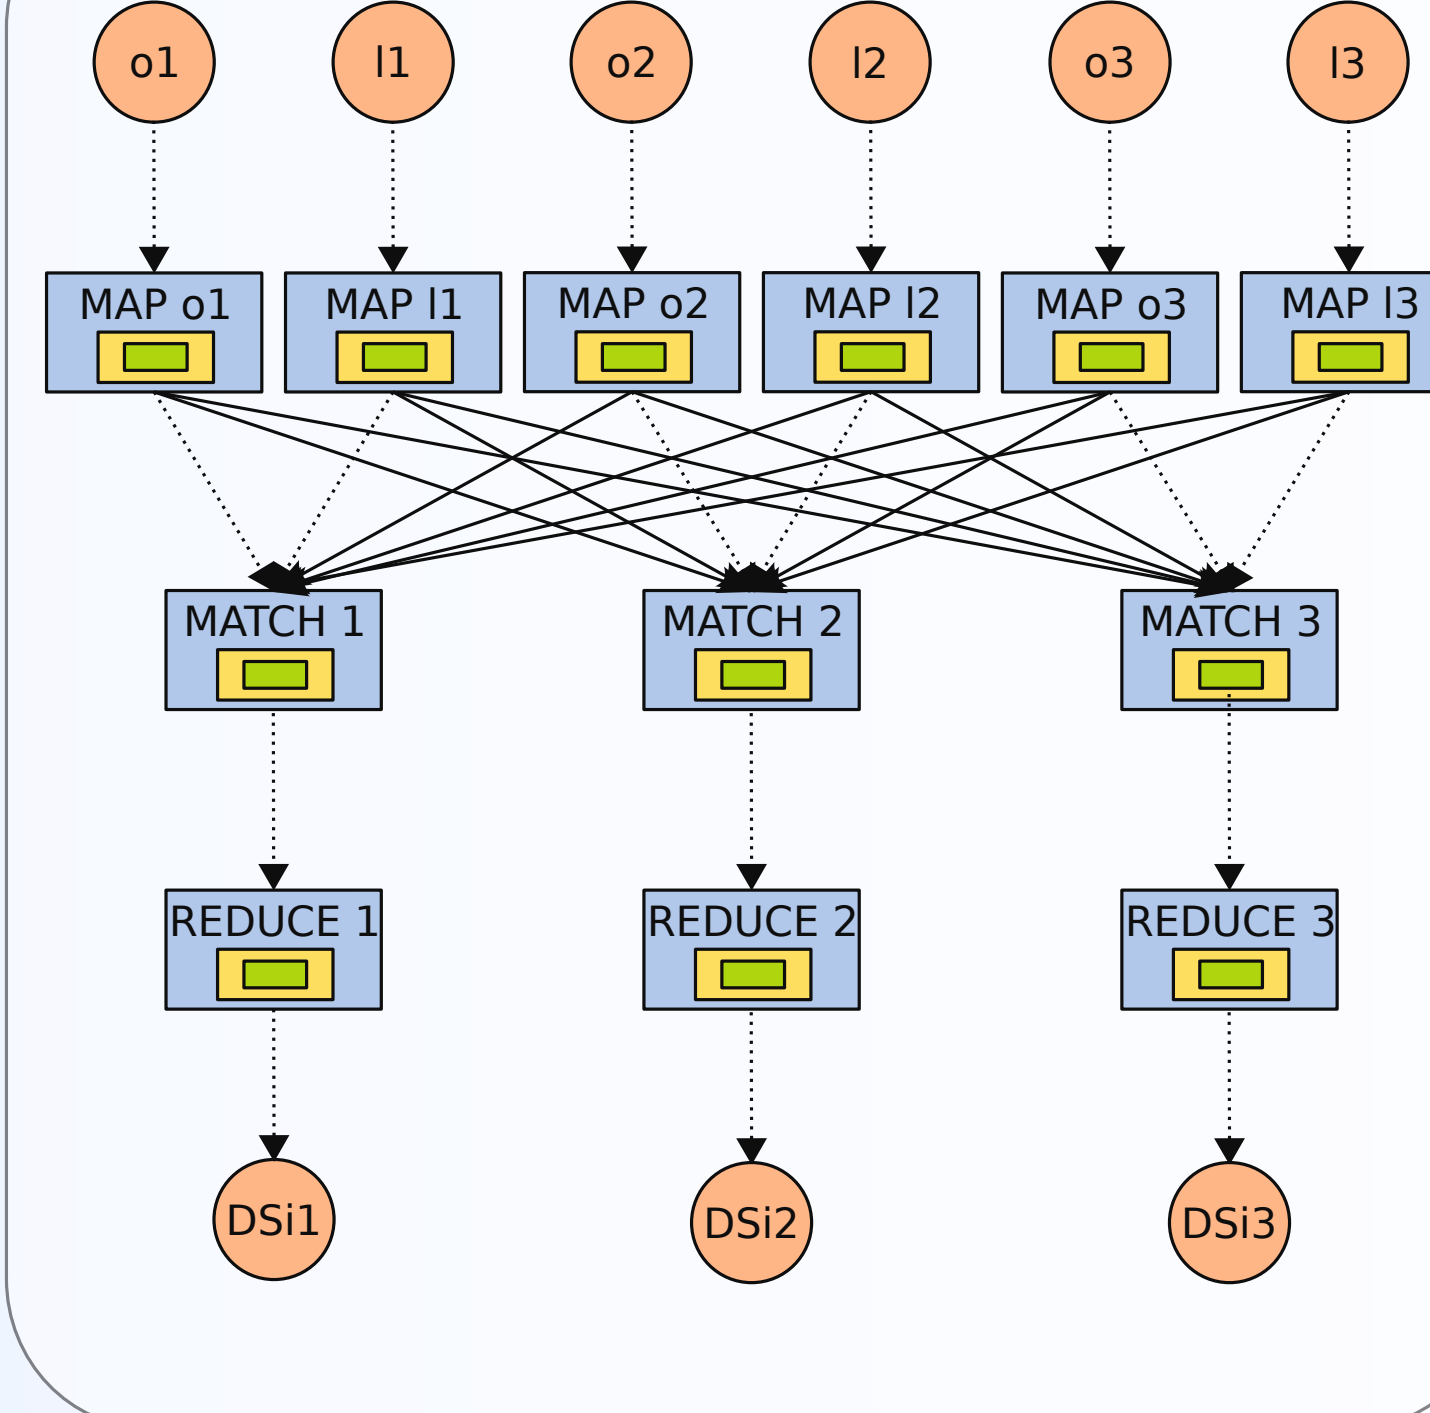 o1
l1
o2
l2
o3
l3
MAP o1
MAP l1
MAP o2
MAP l2
MAP o3
MAP l3
MATCH 1
MATCH 2
MATCH 3
REDUCE 1
REDUCE 2
REDUCE 3
DSi1
DSi2
DSi3